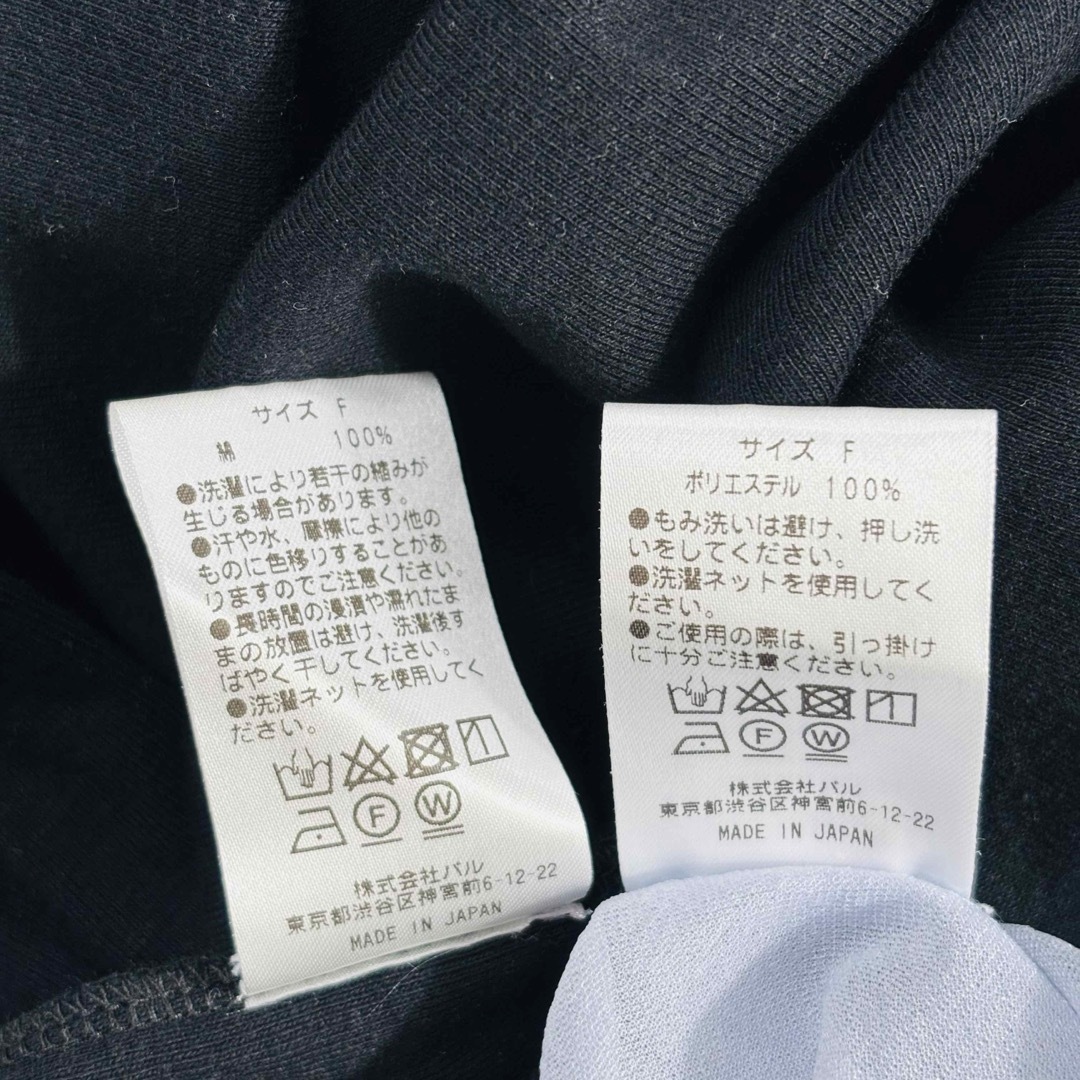 サイズ F
綿 100%
●洗濯により若干の縮みが
生じる場合があります。
●汗や水、摩擦により他の
ものに色移りすることがあ
りますのでご注意ください。
●長時間の浸漬や濡れたま
まの放置は避け、洗濯後す
ばやく干してください。
●洗濯ネットを使用してく
ださい。
F W
株式会社バル
東京都渋谷区神宮前6-12-22
MADE IN JAPAN
サイズ F
ポリエステル 100%
●もみ洗いは避け、押し洗
いをしてください。
●洗濯ネットを使用してく
ださい。
●ご使用の際は、引っ掛け
に十分ご注意ください。
F W
株式会社バル
東京都渋谷区神宮前6-12-22
MADE IN JAPAN